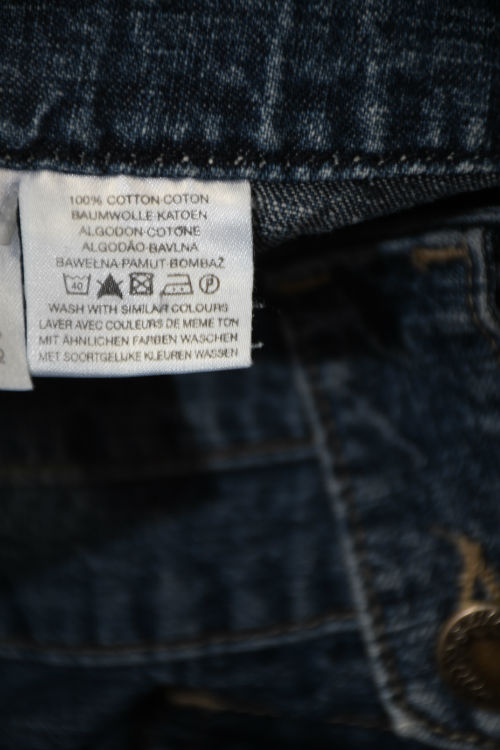 100% COTTON·COTON
BAUMWOLLE·KATOEN
ALGODON·COTONE
ALGODÃO·BAVLNA
BAWEŁNA·PAMUT·BOMBAŽ
40 P
WASH WITH SIMILAR COLOURS
LAVER AVEC COULEURS DE MEME TON
MIT ÄHNLICHEN FARBEN WASCHEN
MET SOORTGELIJKE KLEUREN WASSEN